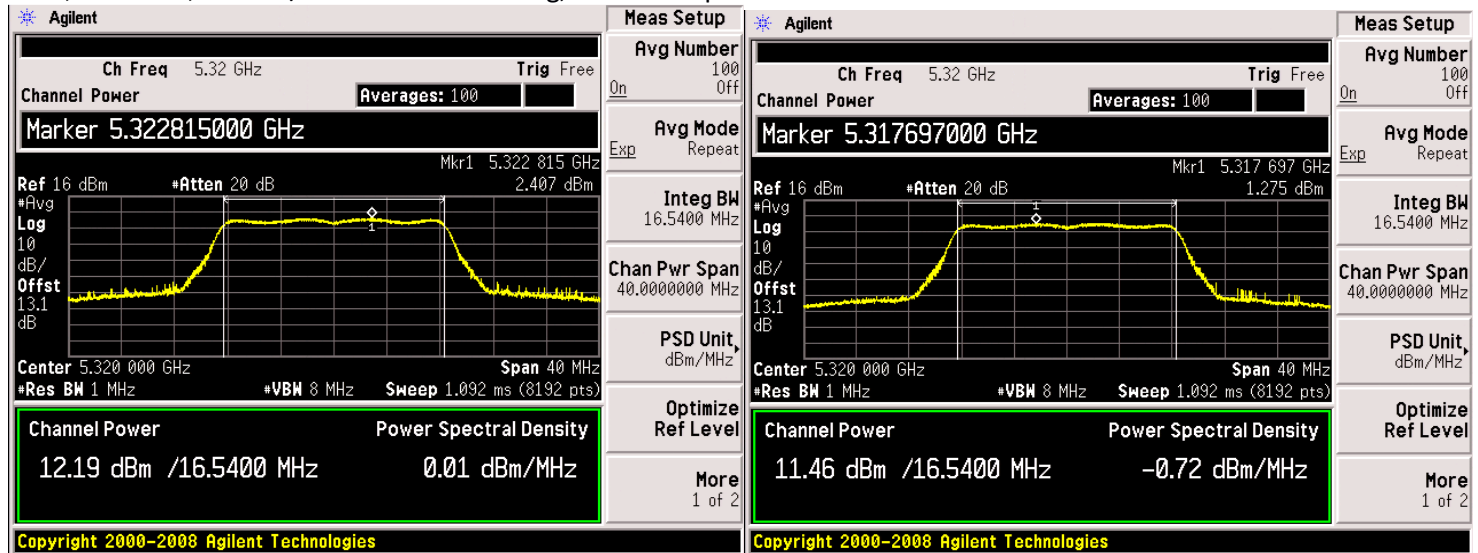 Agilent
Meas Setup
Ch Freq 5.32 GHz Trig Free
Channel Power Averages: 100
Marker 5.322815000 GHz
Mkr1 5.322 815 GHz
Ref 16 dBm #Atten 20 dB 2.407 dBm
#Avg
Log
10
dB/
Offst
13.1
dB
1
Center 5.320 000 GHz Span 40 MHz
#Res BW 1 MHz #VBW 8 MHz Sweep 1.092 ms (8192 pts)
Channel Power Power Spectral Density
12.19 dBm /16.5400 MHz 0.01 dBm/MHz
Copyright 2000-2008 Agilent Technologies
Avg Number
100
On Off
Avg Mode
Exp Repeat
Integ BW
16.5400 MHz
Chan Pwr Span
40.0000000 MHz
PSD Unit
dBm/MHz
Optimize
Ref Level
More
1 of 2
Agilent
Meas Setup
Ch Freq 5.32 GHz Trig Free
Channel Power Averages: 100
Marker 5.317697000 GHz
Mkr1 5.317 697 GHz
Ref 16 dBm #Atten 20 dB 1.275 dBm
#Avg
Log
10
dB/
Offst
13.1
dB
1
Center 5.320 000 GHz Span 40 MHz
#Res BW 1 MHz #VBW 8 MHz Sweep 1.092 ms (8192 pts)
Channel Power Power Spectral Density
11.46 dBm /16.5400 MHz -0.72 dBm/MHz
Copyright 2000-2008 Agilent Technologies
Avg Number
100
On Off
Avg Mode
Exp Repeat
Integ BW
16.5400 MHz
Chan Pwr Span
40.0000000 MHz
PSD Unit
dBm/MHz
Optimize
Ref Level
More
1 of 2